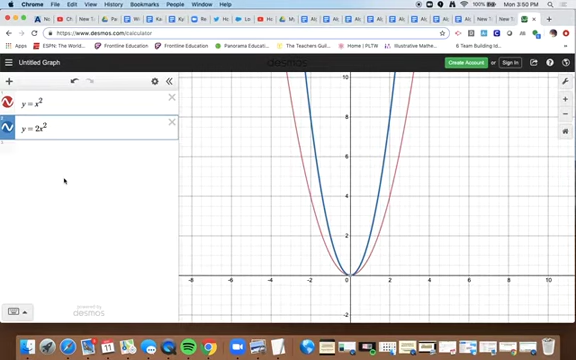 Chrome File Edit View History Bookmarks People Window Help
100% Mon 3:50 PM
https://www.desmos.com/calculator
Apps ESPN: The World... Frontline Education Frontline Education Panorama Educati... The Teachers Guil... Home | PLTW Illustrative Mathe... 6 Team Building Id...
Untitled Graph
desmos
Create Account or Sign In
1
y = x²
2
y = 2x²
3
10
8
6
4
2
-8 -6 -4 -2 0 2 4 6 8 10
-2
powered by
desmos